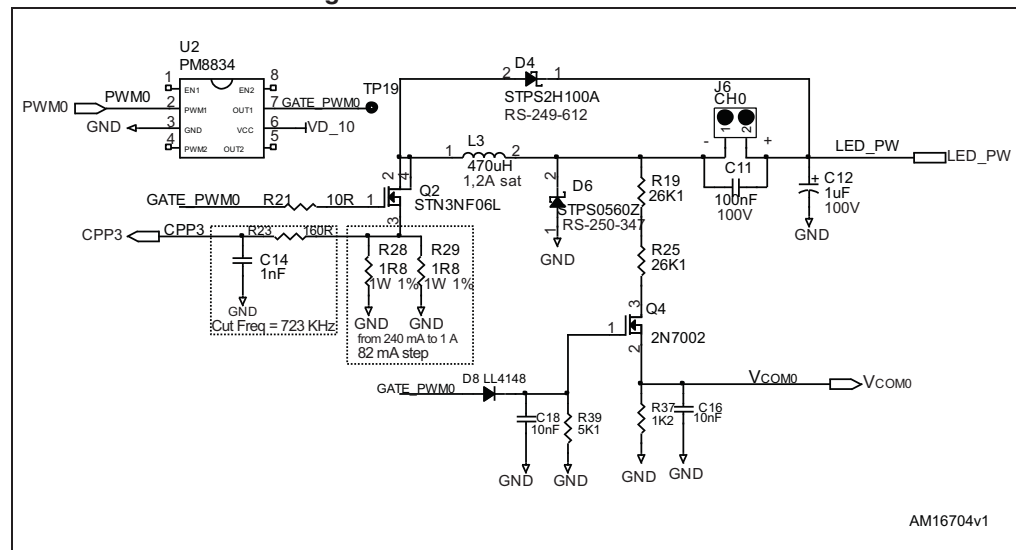 g
U2
PM8834
1
EN1
EN2
8
PWM0
PWM0
2
PWM1
OUT1
7
GATE_PWM0
TP19
GND
3
GND
VCC
6
VD_10
4
PWM2
OUT2
5
2
D4
1
STPS2H100A
RS-249-612
J6
CH0
1
2
-
+
LED_PW
LED_PW
L3
1
2
470uH
1,2A sat
C11
100nF
100V
+
C12
1uF
100V
GND
2
4
Q2
STN3NF06L
GATE_PWM0
R21
10R
1
3
2
D6
STPS0560Z
RS-250-347
1
GND
R19
26K1
R25
26K1
CPP3
CPP3
R23
160R
C14
1nF
GND
Cut Freq = 723 KHz
R28
1R8
1W 1%
R29
1R8
1W 1%
GND
GND
from 240 mA to 1 A
82 mA step
3
Q4
1
2N7002
2
GATE_PWM0
D8 LL4148
VCOM0
VCOM0
C18
10nF
R39
5K1
R37
1K2
C16
10nF
GND
GND
GND
GND
AM16704v1